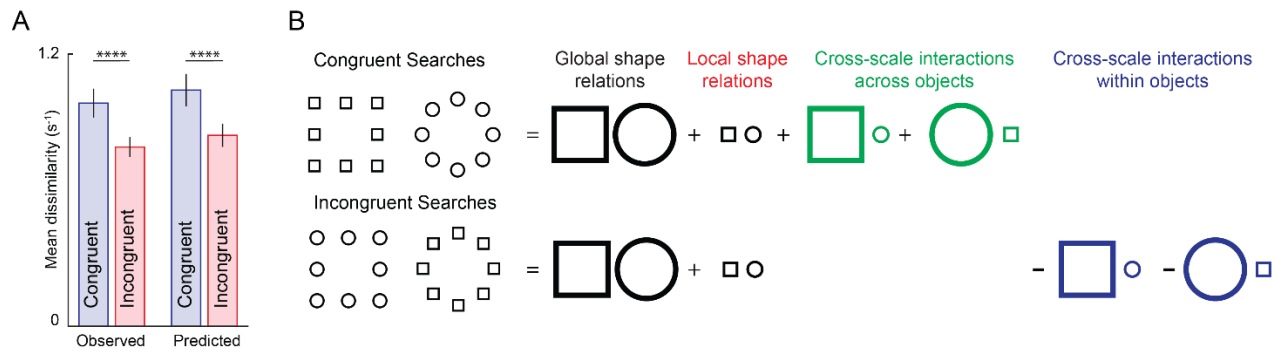 A
1.2
****
****
Mean dissimilarity (s⁻¹)
Congruent
Incongruent
Congruent
Incongruent
0
Observed
Predicted
B
Congruent Searches
Global shape
relations
Local shape
relations
Cross-scale interactions
across objects
Cross-scale interactions
within objects
= + + +
Incongruent Searches
= + - -